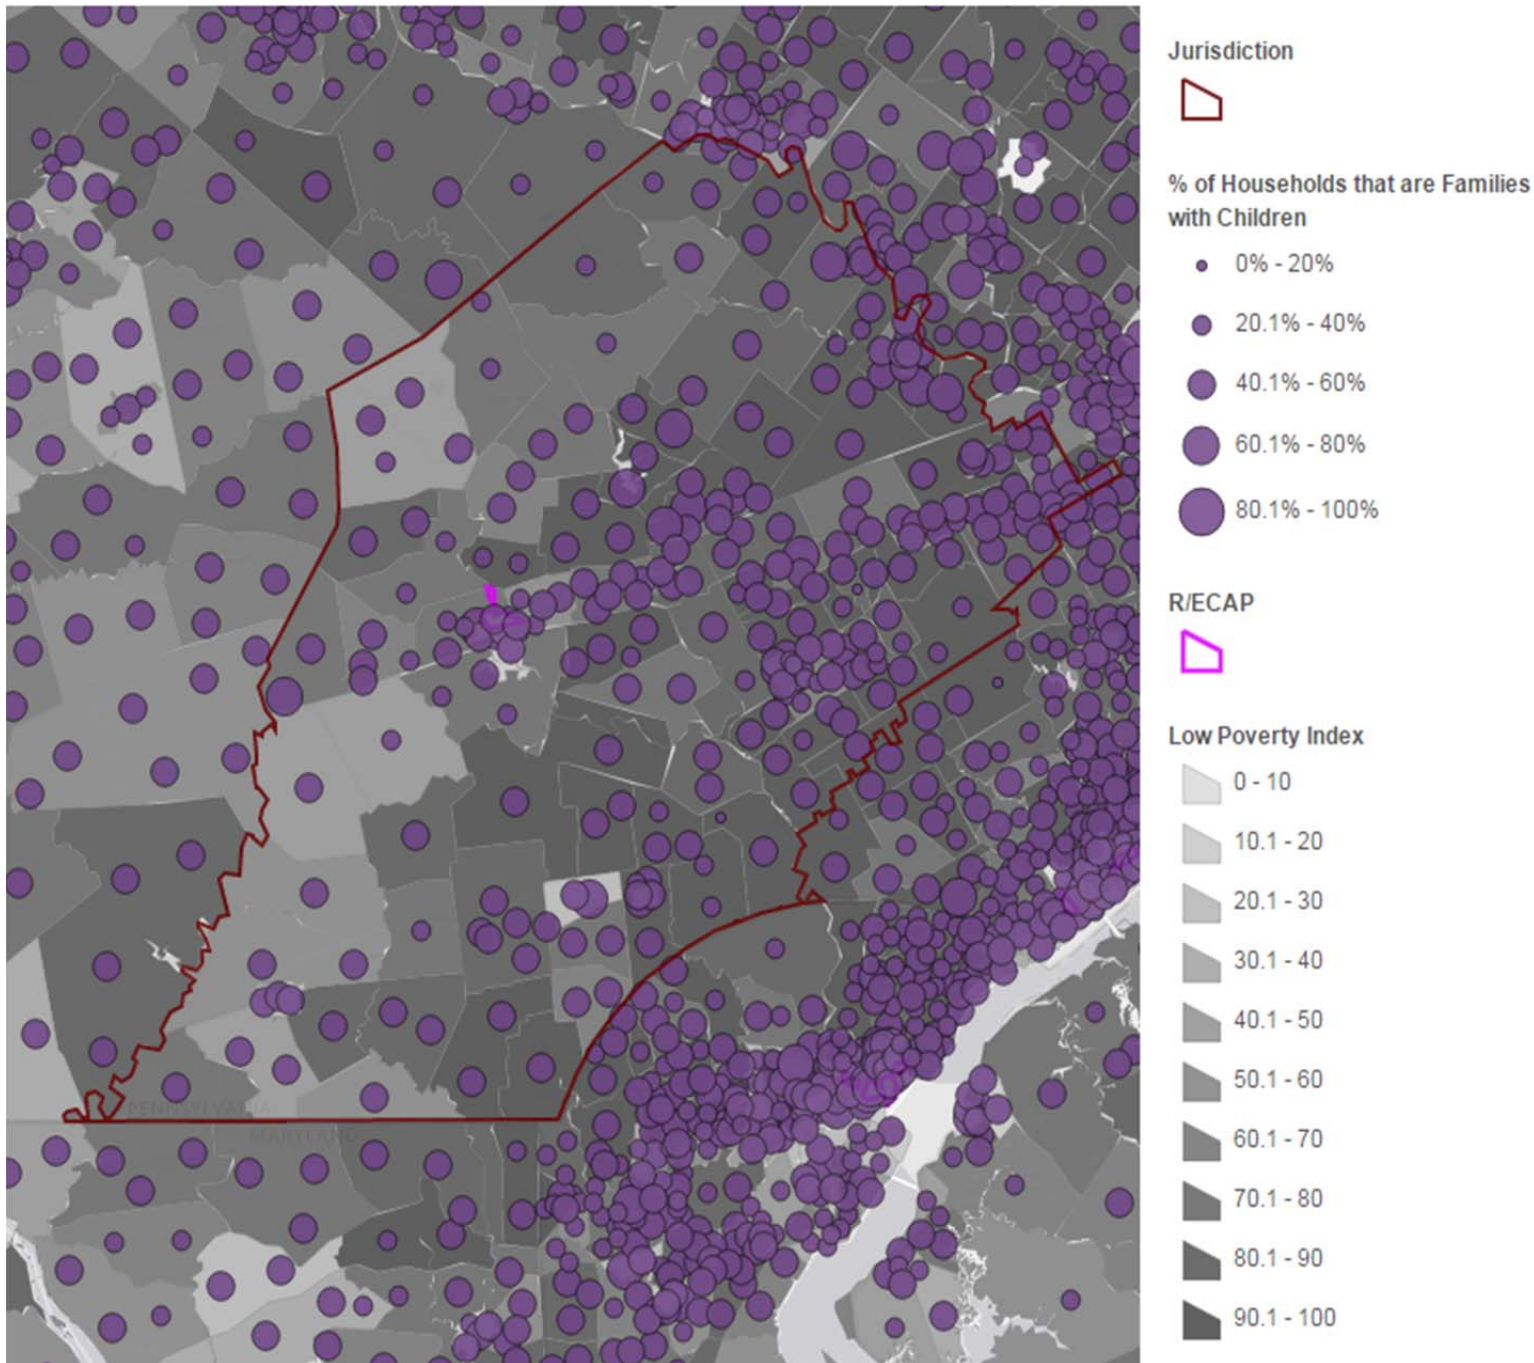 Jurisdiction
% of Households that are Families
with Children
0% - 20%
20.1% - 40%
40.1% - 60%
60.1% - 80%
80.1% - 100%
R/ECAP
Low Poverty Index
0 - 10
10.1 - 20
20.1 - 30
30.1 - 40
40.1 - 50
50.1 - 60
60.1 - 70
70.1 - 80
80.1 - 90
90.1 - 100
PENNSYLVANIA
MARYLAND